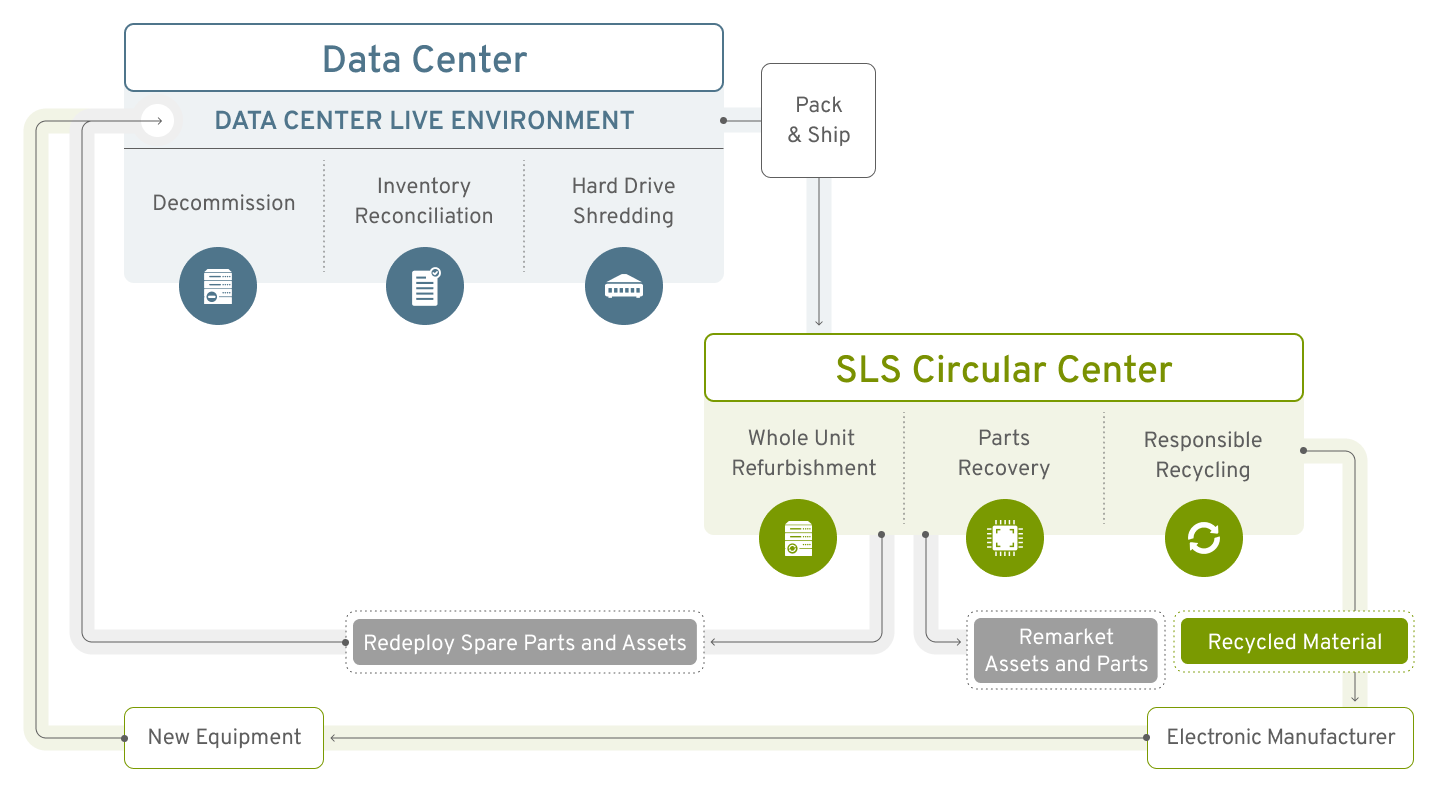 Data Center
DATA CENTER LIVE ENVIRONMENT
Decommission
Inventory
Reconciliation
Hard Drive
Shredding
Pack
& Ship
SLS Circular Center
Whole Unit
Refurbishment
Parts
Recovery
Responsible
Recycling
Redeploy Spare Parts and Assets
Remarket
Assets and Parts
Recycled Material
New Equipment
Electronic Manufacturer